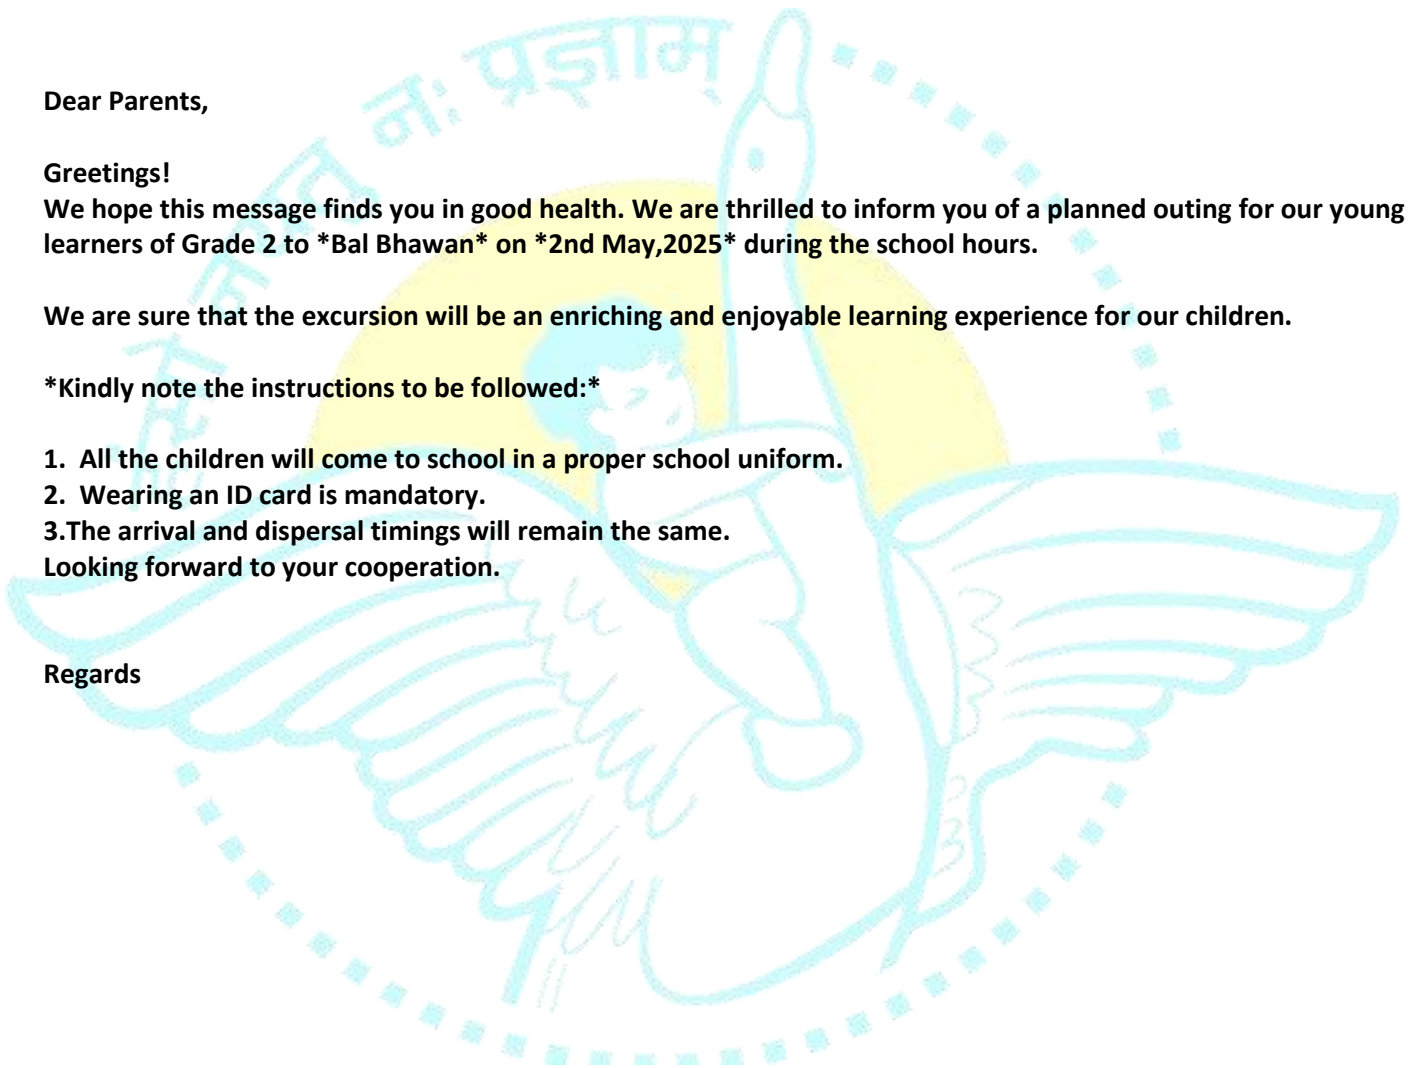 इसो नयतु नः प्रज्ञाम्
Dear Parents,
Greetings!
We hope this message finds you in good health. We are thrilled to inform you of a planned outing for our young
learners of Grade 2 to *Bal Bhawan* on *2nd May,2025* during the school hours.
We are sure that the excursion will be an enriching and enjoyable learning experience for our children.
*Kindly note the instructions to be followed:*
1. All the children will come to school in a proper school uniform.
2. Wearing an ID card is mandatory.
3.The arrival and dispersal timings will remain the same.
Looking forward to your cooperation.
Regards